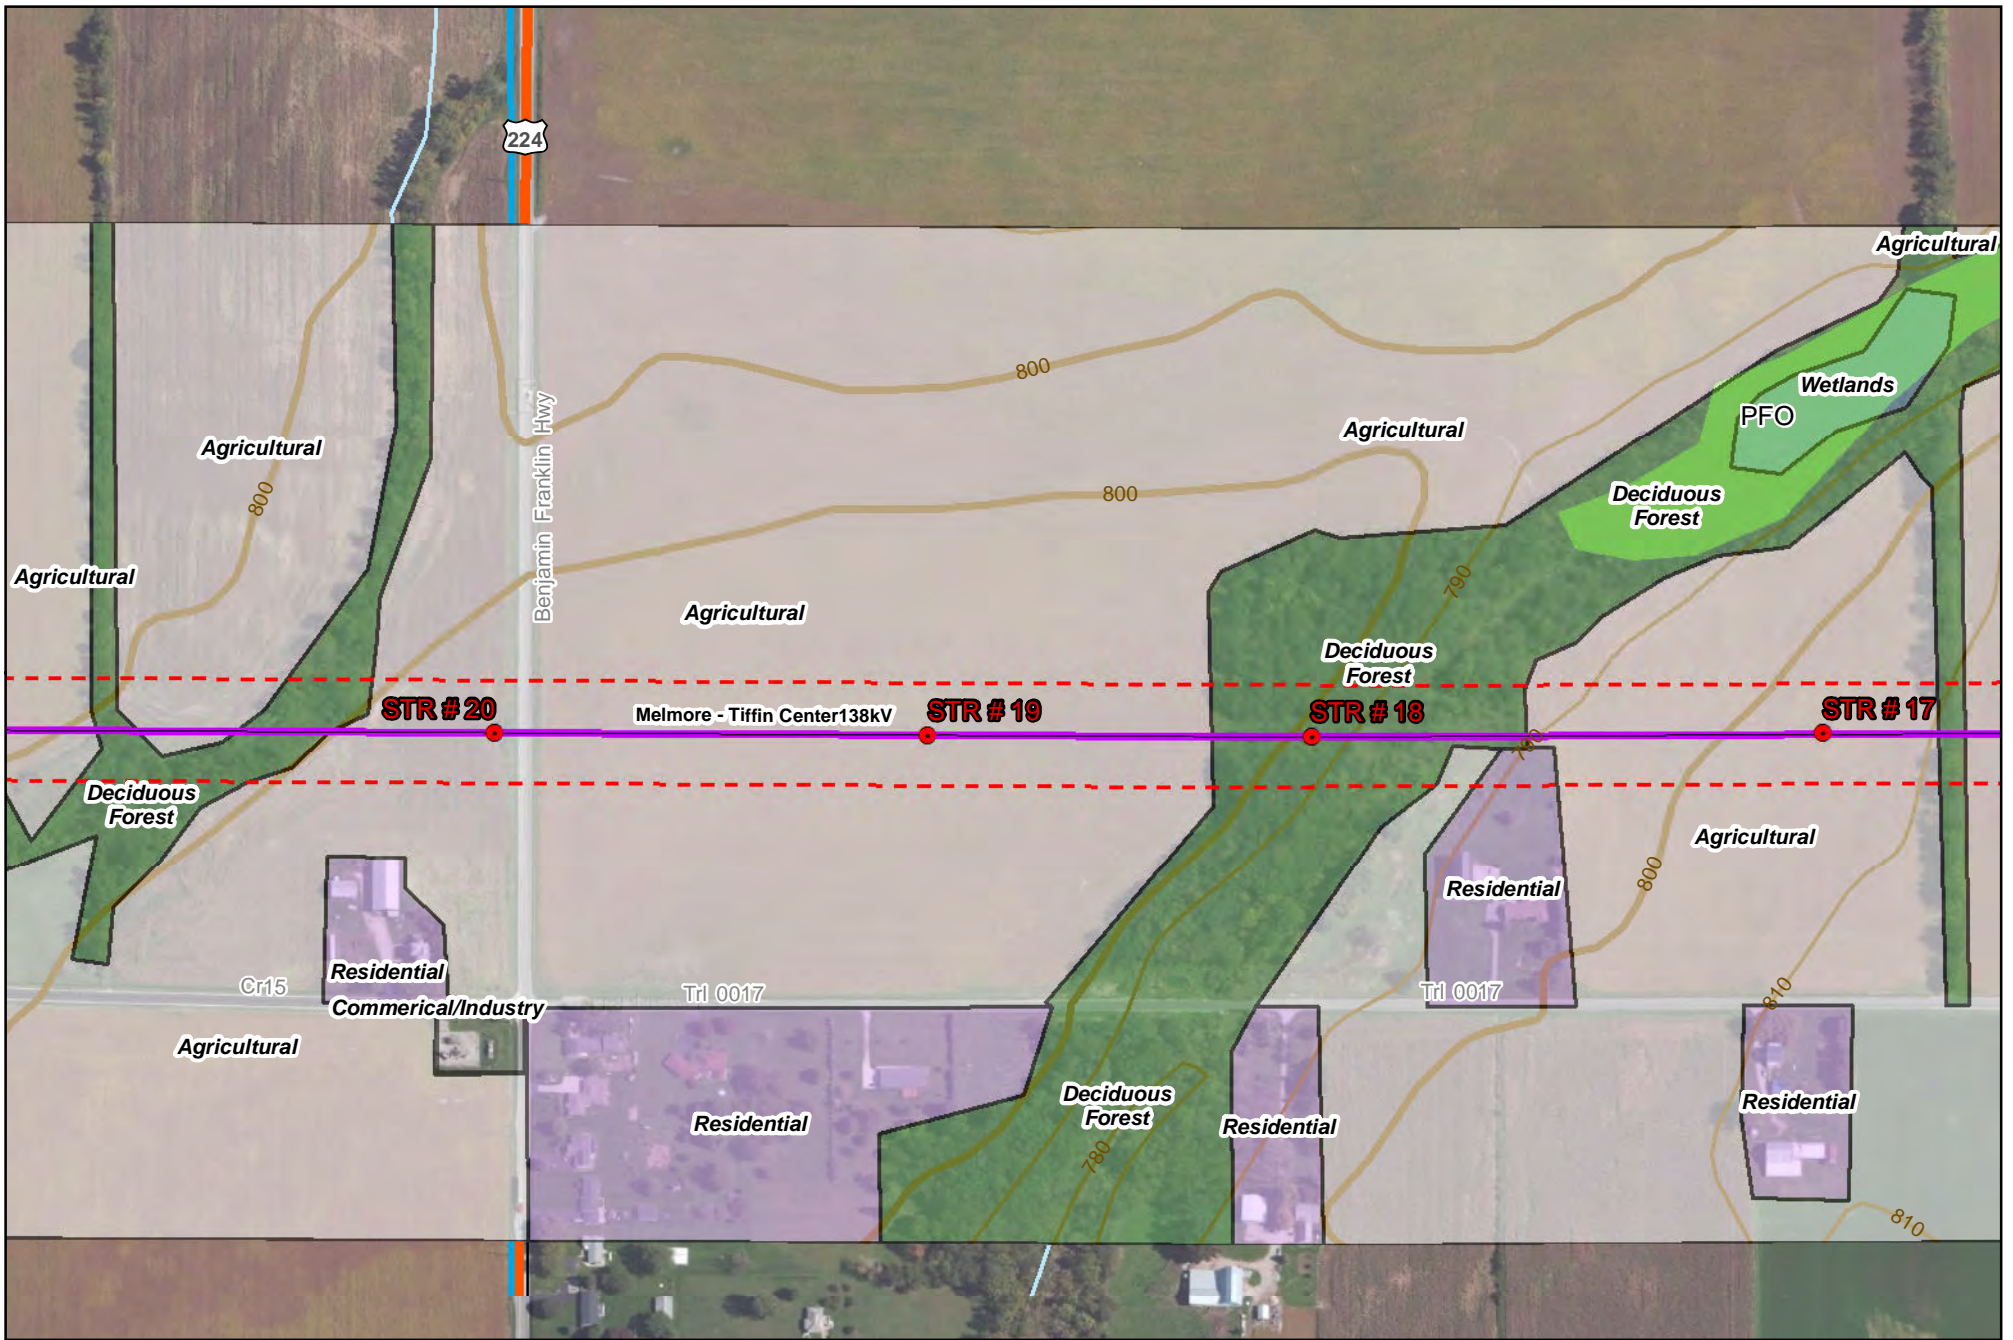 224
Agricultural
800
Wetlands
PFO
Benjamin Franklin Hwy
Agricultural
Agricultural
800
800
Deciduous
Forest
Agricultural
790
Agricultural
Deciduous
Forest
STR # 20
Melmore - Tiffin Center138kV
STR # 19
STR # 18
STR # 17
790
Deciduous
Forest
Agricultural
800
Residential
Residential
Cr15
Trl 0017
Trl 0017
810
Commerical/Industry
Agricultural
Residential
Deciduous
Forest
Residential
Residential
780
810